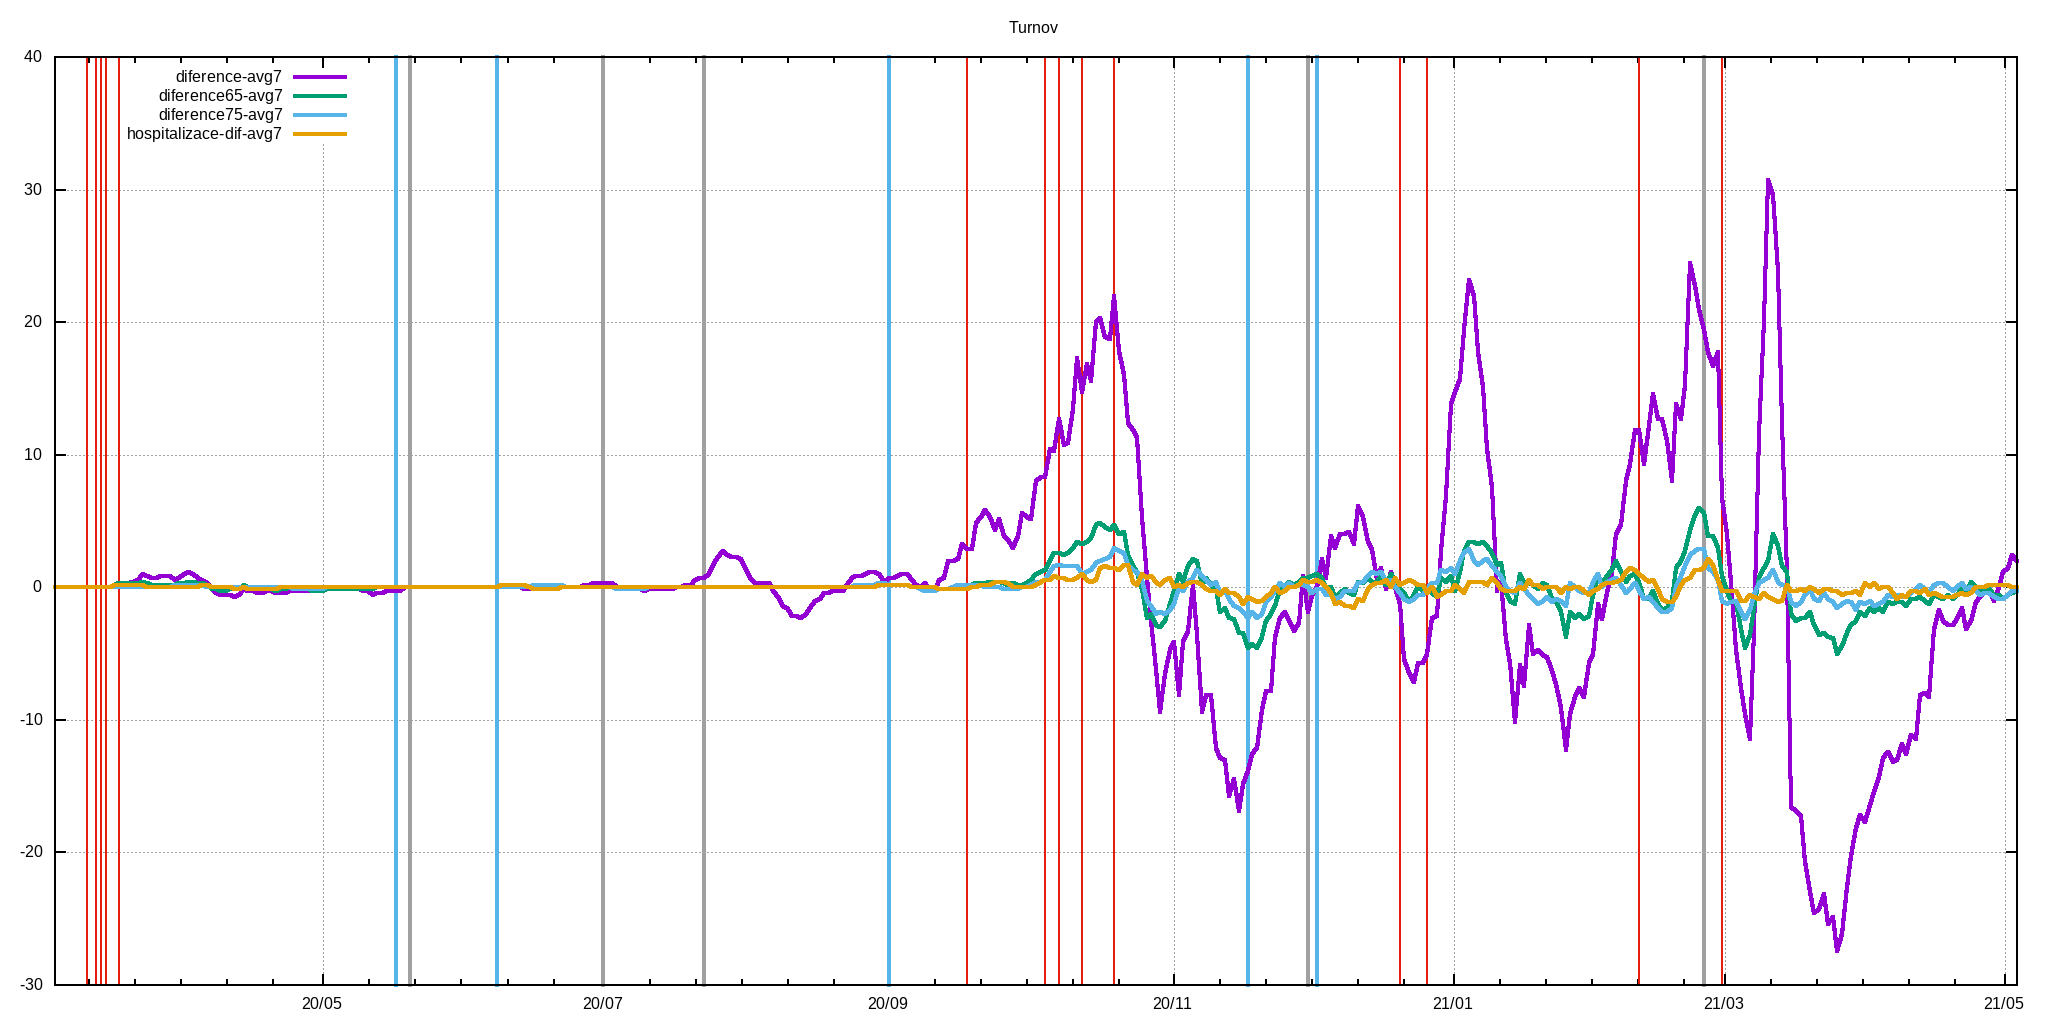 Turnov
diference-avg7
diference65-avg7
diference75-avg7
hospitalizace-dif-avg7
40
30
20
10
0
-10
-20
-30
20/05 20/07 20/09 20/11 21/01 21/03 21/05